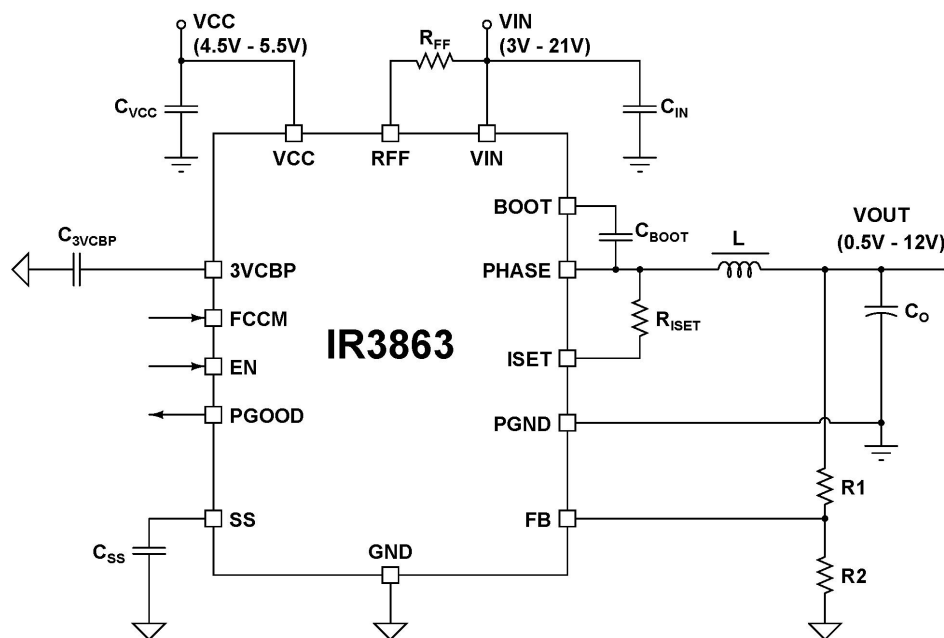 VCC
(4.5V - 5.5V)
VIN
(3V - 21V)
RFF
CVCC
CIN
VCC
RFF
VIN
BOOT
CBOOT
L
VOUT
(0.5V - 12V)
C3VCBP
3VCBP
PHASE
FCCM
RISET
CO
IR3863
EN
ISET
PGOOD
PGND
R1
SS
FB
CSS
GND
R2